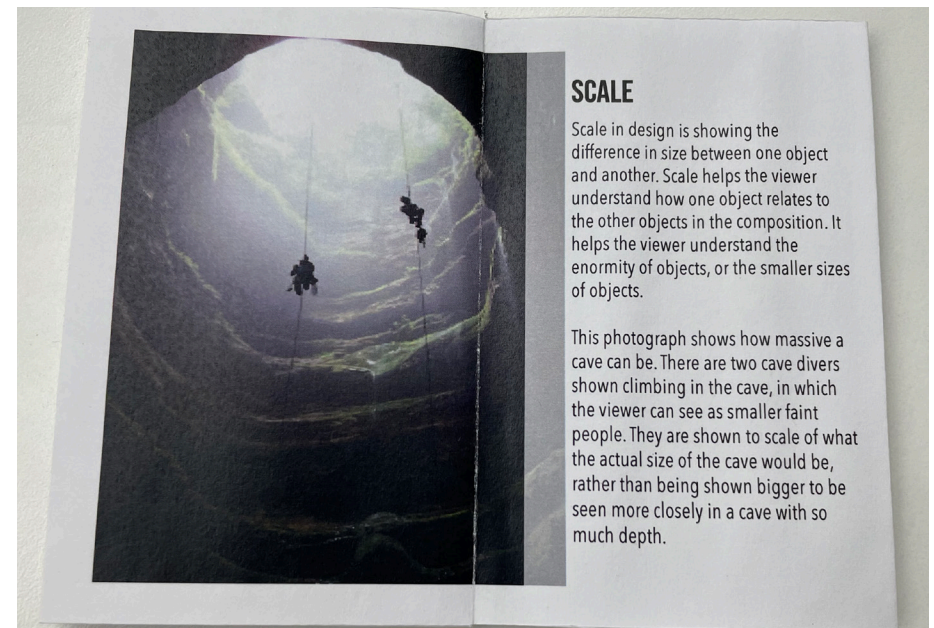 SCALE
Scale in design is showing the
difference in size between one object
and another. Scale helps the viewer
understand how one object relates to
the other objects in the composition. It
helps the viewer understand the
enormity of objects, or the smaller sizes
of objects.
This photograph shows how massive a
cave can be. There are two cave divers
shown climbing in the cave, in which
the viewer can see as smaller faint
people. They are shown to scale of what
the actual size of the cave would be,
rather than being shown bigger to be
seen more closely in a cave with so
much depth.